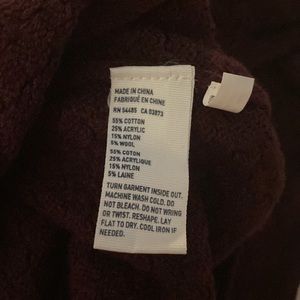 MADE IN CHINA
FABRIQUÉ EN CHINE
RN 54485 CA 03873
55% COTTON
25% ACRYLIC
15% NYLON
5% WOOL
55% COTON
25% ACRYLIQUE
15% NYLON
5% LAINE
TURN GARMENT INSIDE OUT.
MACHINE WASH COLD. DO
NOT BLEACH. DO NOT WRING
OR TWIST. RESHAPE. LAY
FLAT TO DRY. COOL IRON IF
NEEDED.